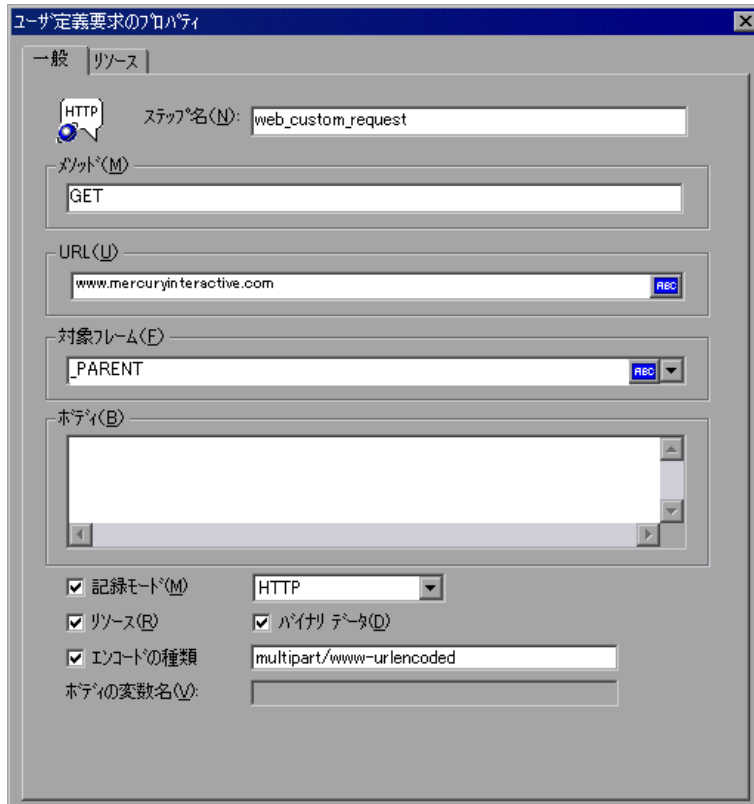 ユーザ定義要求のプロパティ
一般 リソース
HTTP
ステップ名(N): web_custom_request
メソッド(M)
GET
URL(U)
www.mercuryinteractive.com ABC
対象フレーム(F)
_PARENT ABC
ボディ(B)
記録モード(M) HTTP
リソース(R) バイナリ データ(D)
エンコードの種類 multipart/www-urlencoded
ボディの変数名(V):